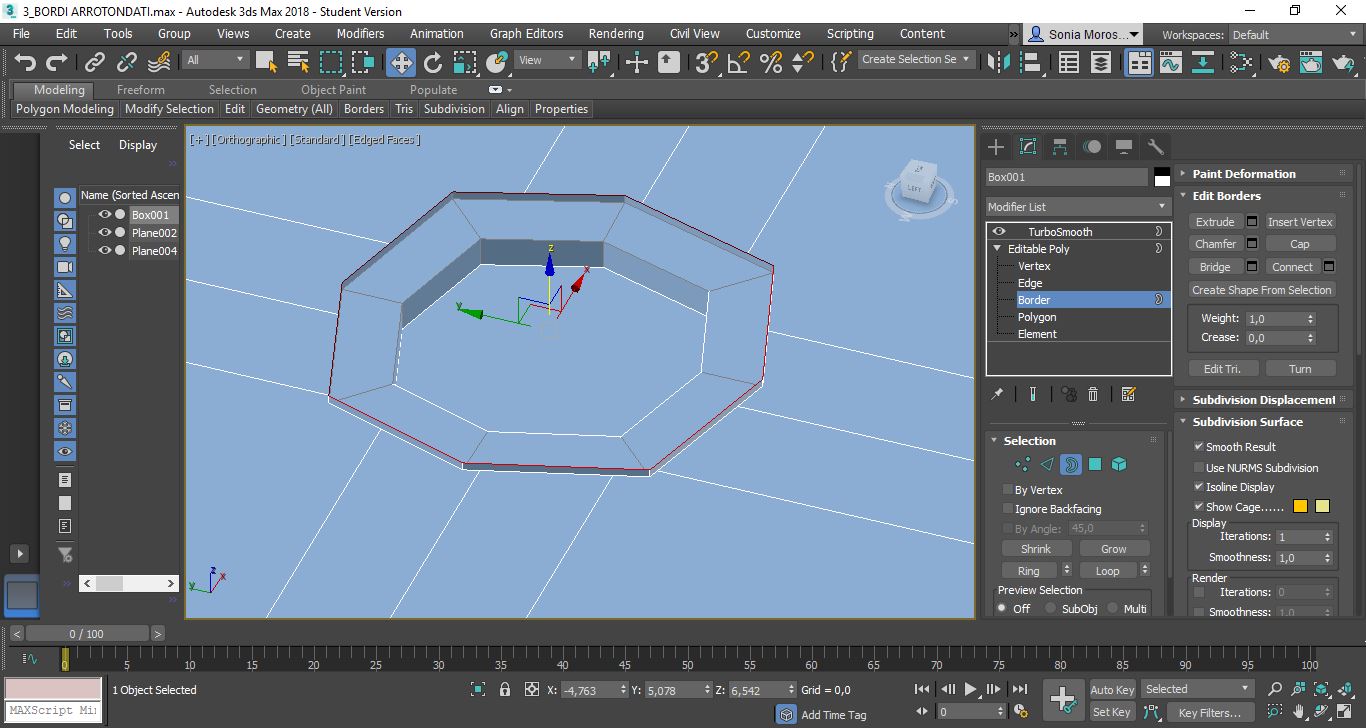 3_BORDI ARROTONDATI.max - Autodesk 3ds Max 2018 - Student Version
File Edit Tools Group Views Create Modifiers Animation Graph Editors Rendering Civil View Customize Scripting Content » Sonia Moros... Workspaces: Default
All View Create Selection Se
Modeling Freeform Selection Object Paint Populate
Polygon Modeling Modify Selection Edit Geometry (All) Borders Tris Subdivision Align Properties
Select Display
Name (Sorted Ascen
Box001
Plane002
Plane004
[+] [Orthographic] [Standard] [Edged Faces]
LEFT
z
x
y
z
x
y
Box001
Modifier List
TurboSmooth
Editable Poly
Vertex
Edge
Border
Polygon
Element
Selection
By Vertex
Ignore Backfacing
By Angle: 45,0
Shrink Grow
Ring Loop
Preview Selection
Off SubObj Multi
Paint Deformation
Edit Borders
Extrude Insert Vertex
Chamfer Cap
Bridge Connect
Create Shape From Selection
Weight: 1,0
Crease: 0,0
Edit Tri. Turn
Subdivision Displacement
Subdivision Surface
Smooth Result
Use NURMS Subdivision
Isoline Display
Show Cage......
Display
Iterations: 1
Smoothness: 1,0
Render
Iterations: 0
Smoothness: 1,0
< 0 / 100 >
0 5 10 15 20 25 30 35 40 45 50 55 60 65 70 75 80 85 90 95 100
1 Object Selected X: -4,763 Y: 5,078 Z: 6,542 Grid = 0,0 Auto Key Selected
MAXScript Mi Add Time Tag 0 Set Key Key Filters...